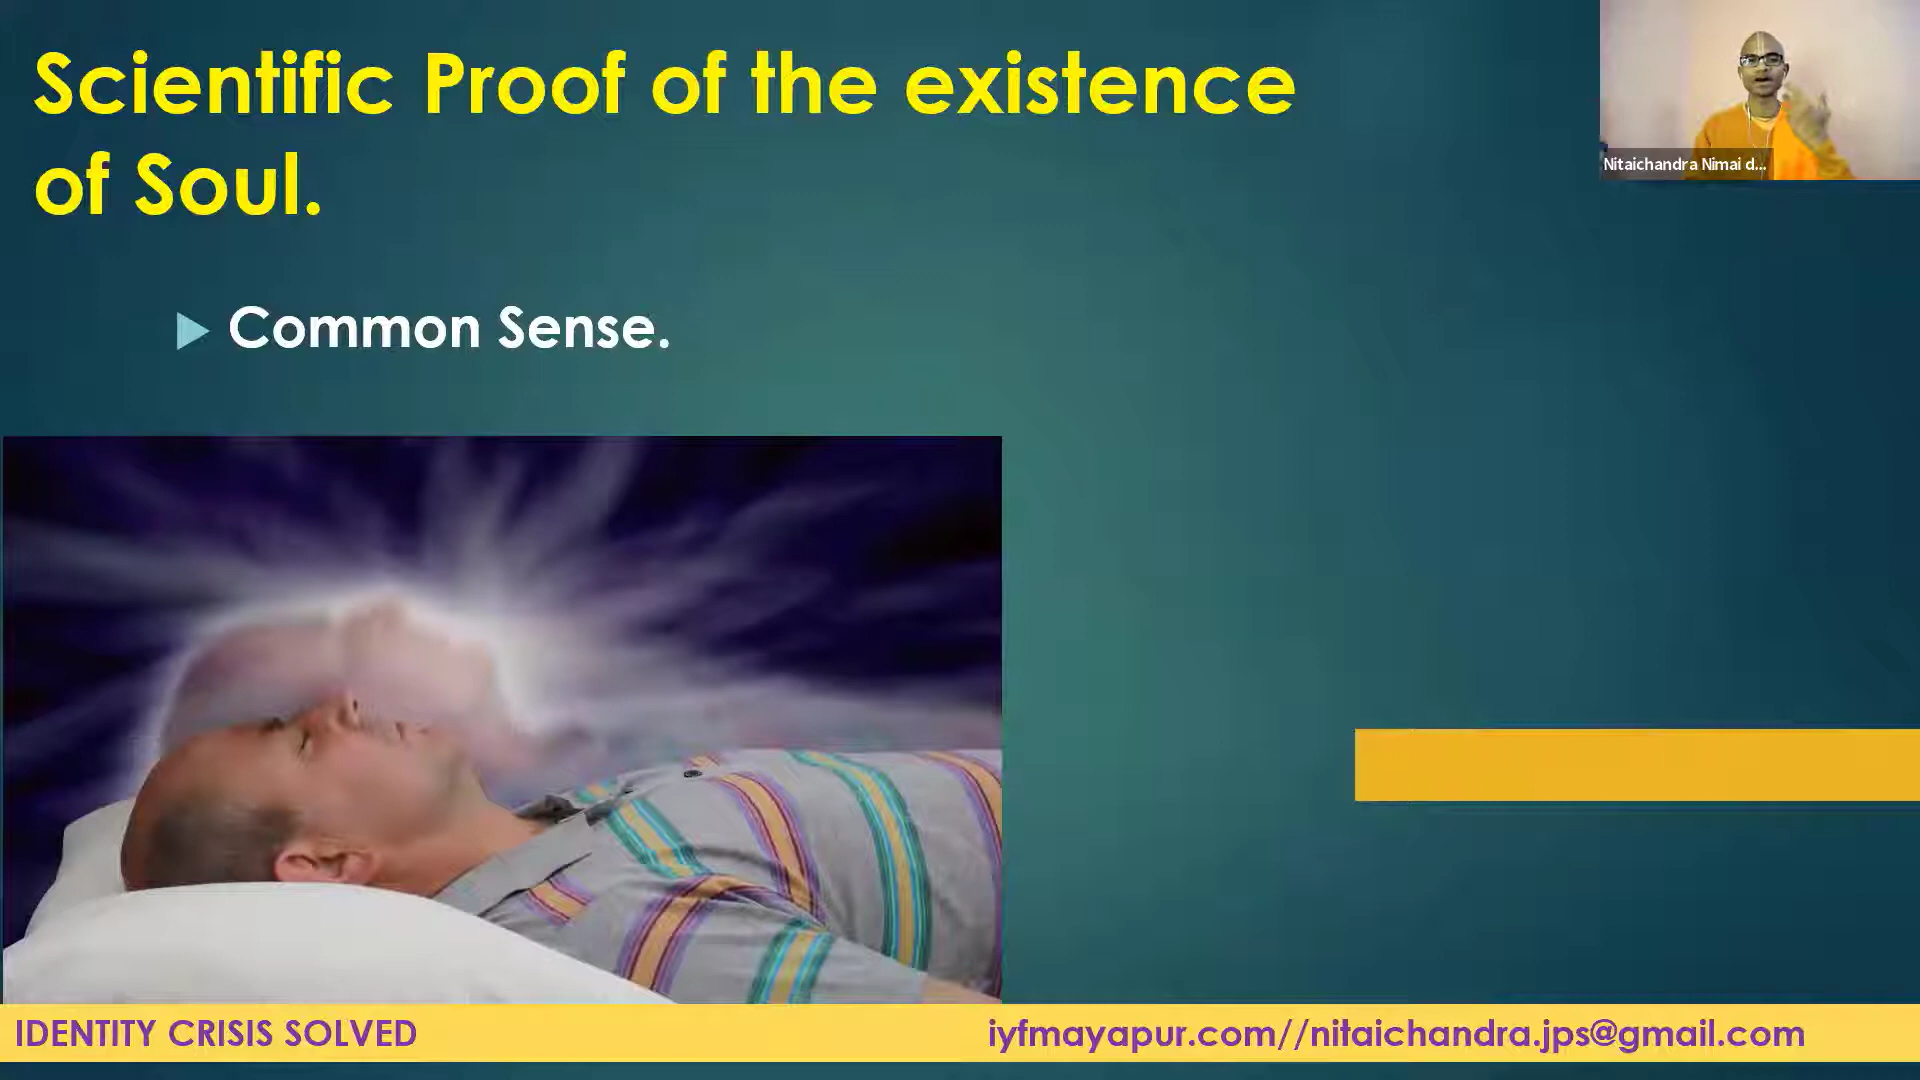 Scientific Proof of the existence
of Soul.
Nitaichandra Nimai d...
Common Sense.
IDENTITY CRISIS SOLVED
iyfmayapur.com//nitaichandra.jps@gmail.com